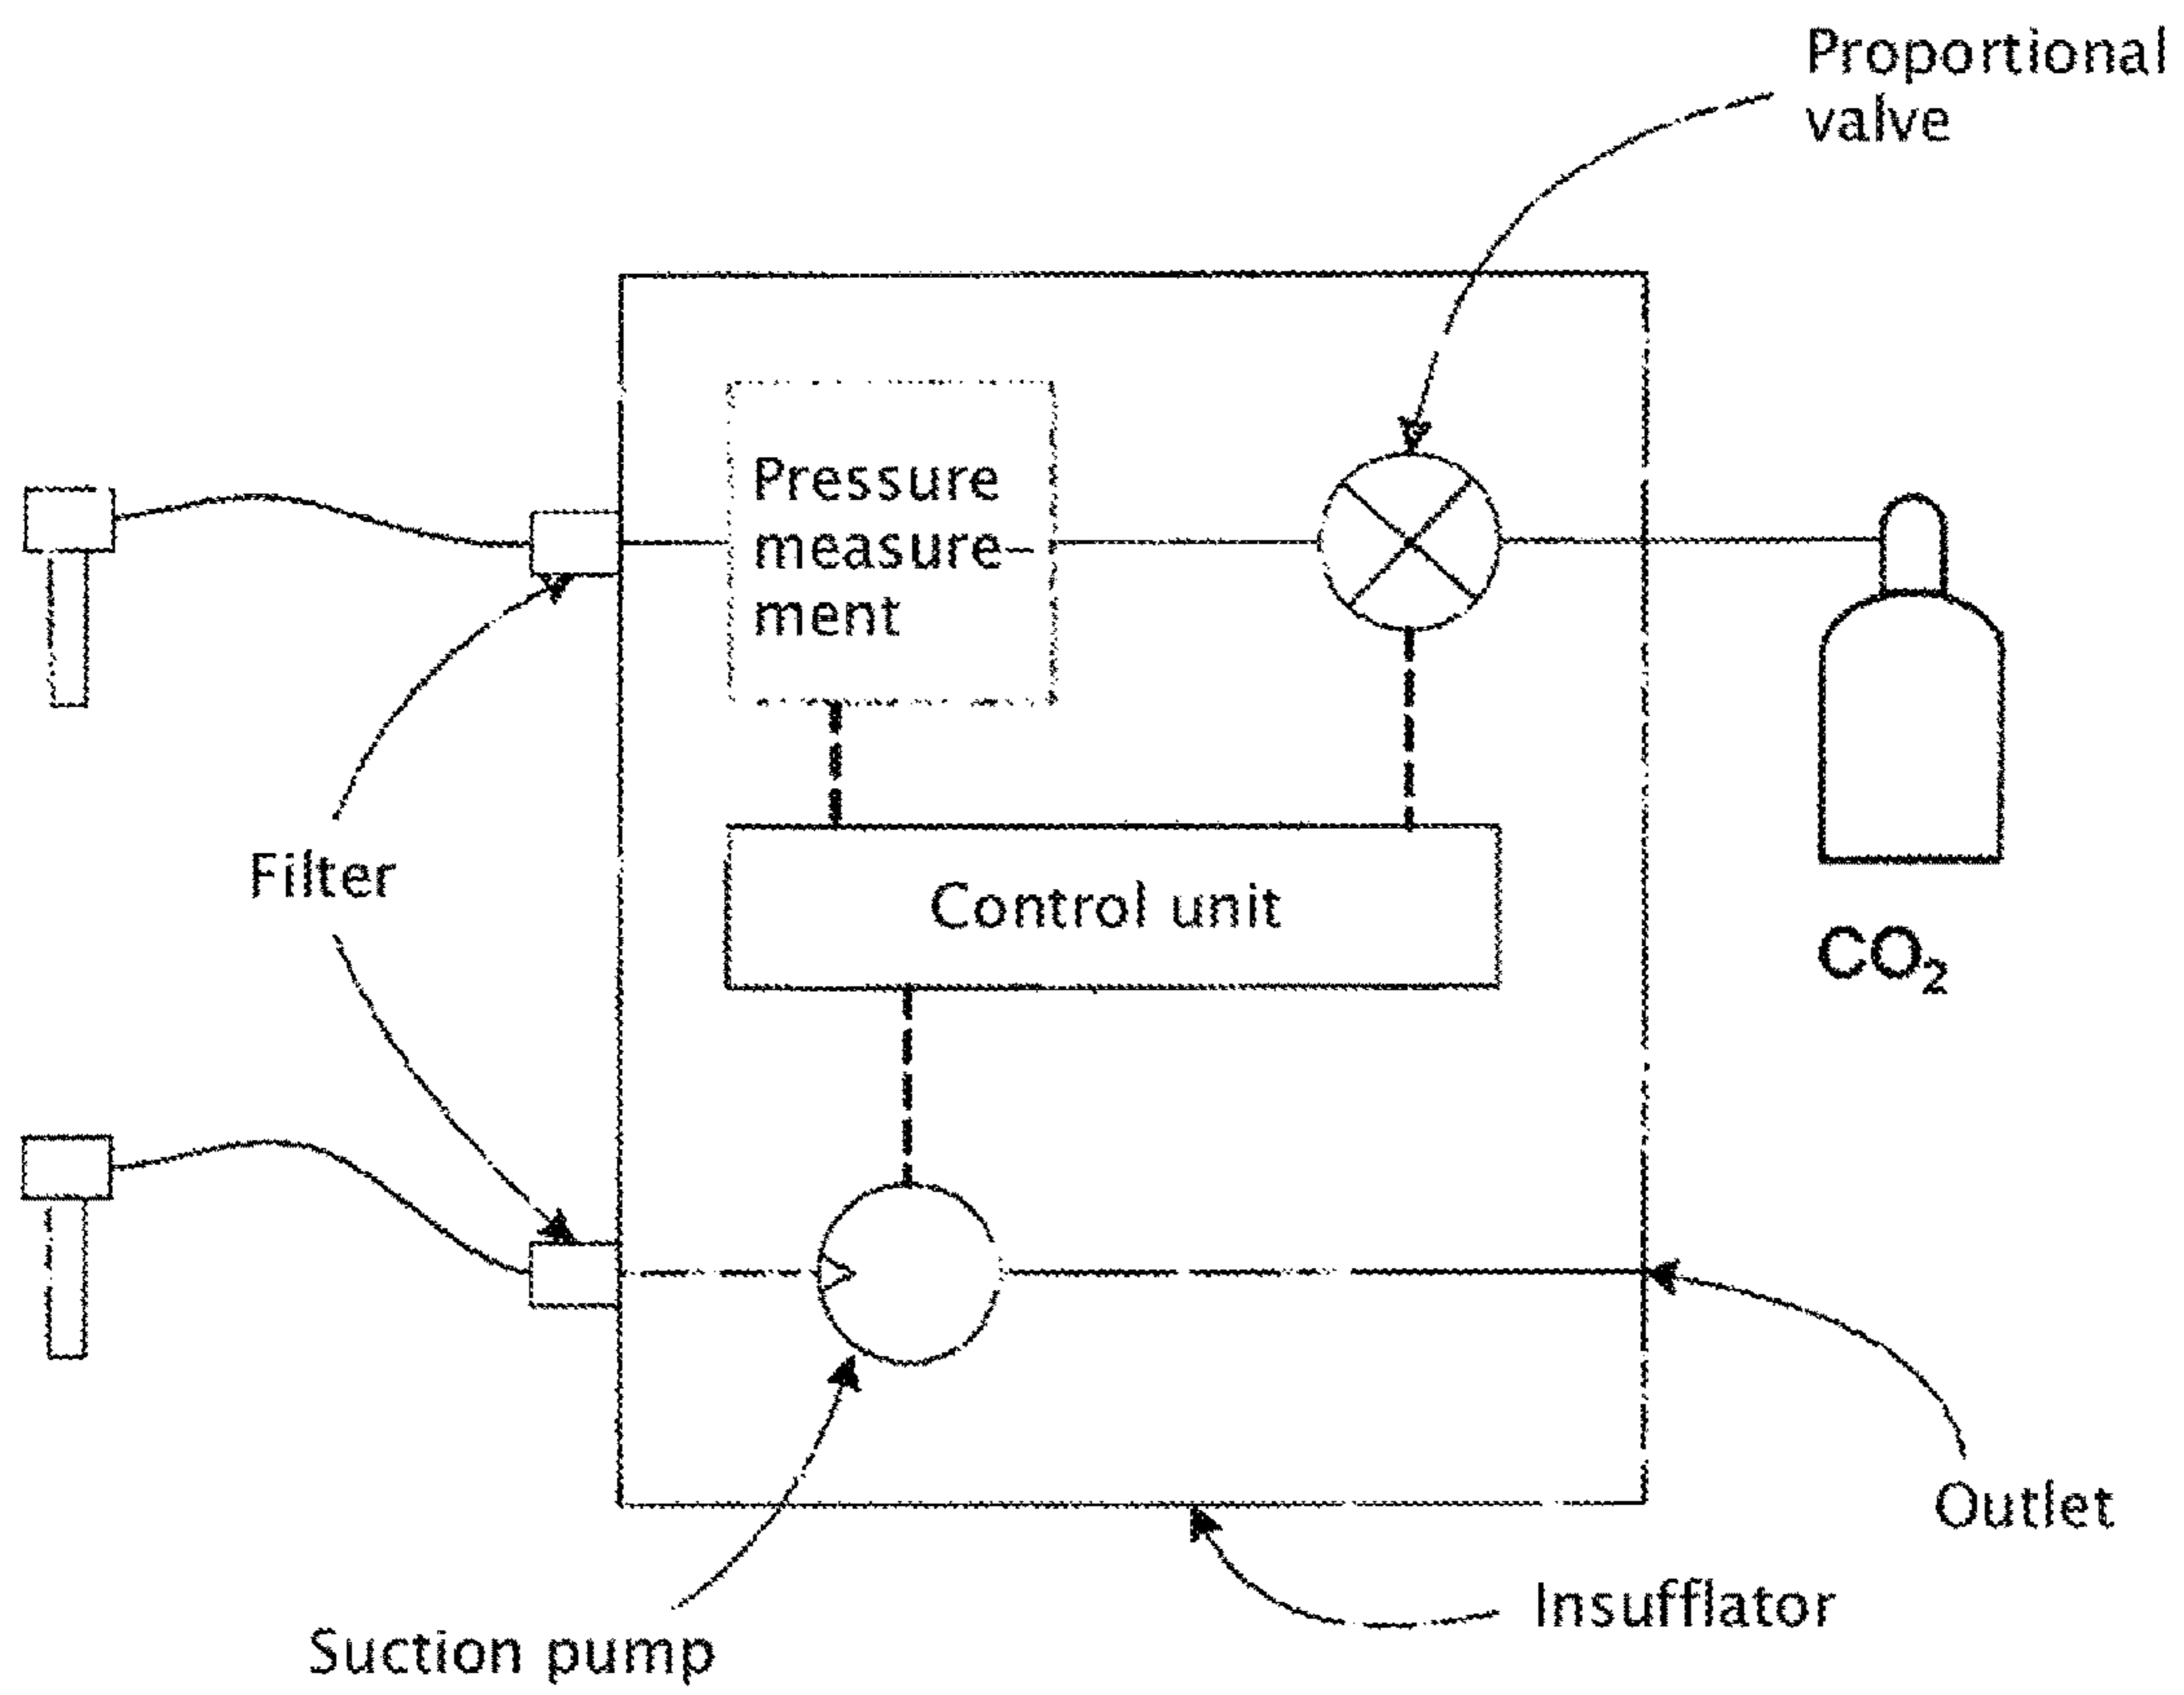 Proportional
valve
Pressure
measure-
ment
Filter
Control unit
CO₂
Outlet
Insufflator
Suction pump